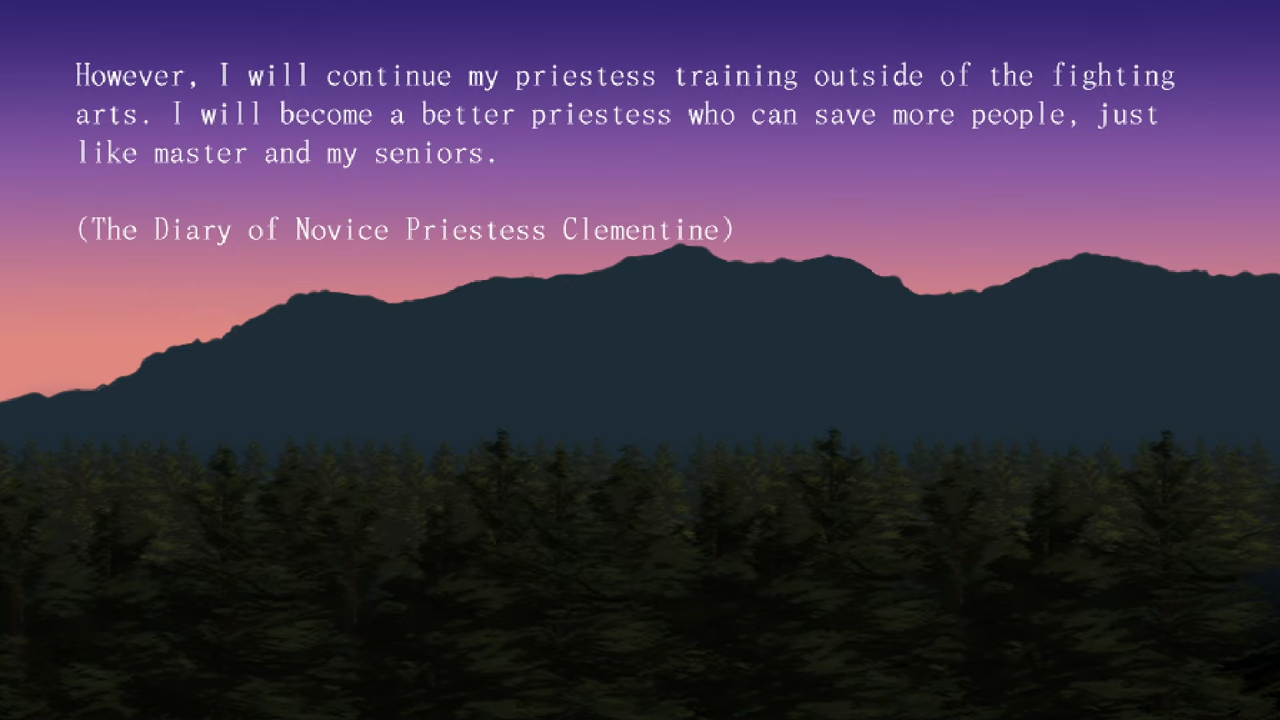 However, I will continue my priestess training outside of the fighting
arts. I will become a better priestess who can save more people, just
like master and my seniors.
(The Diary of Novice Priestess Clementine)